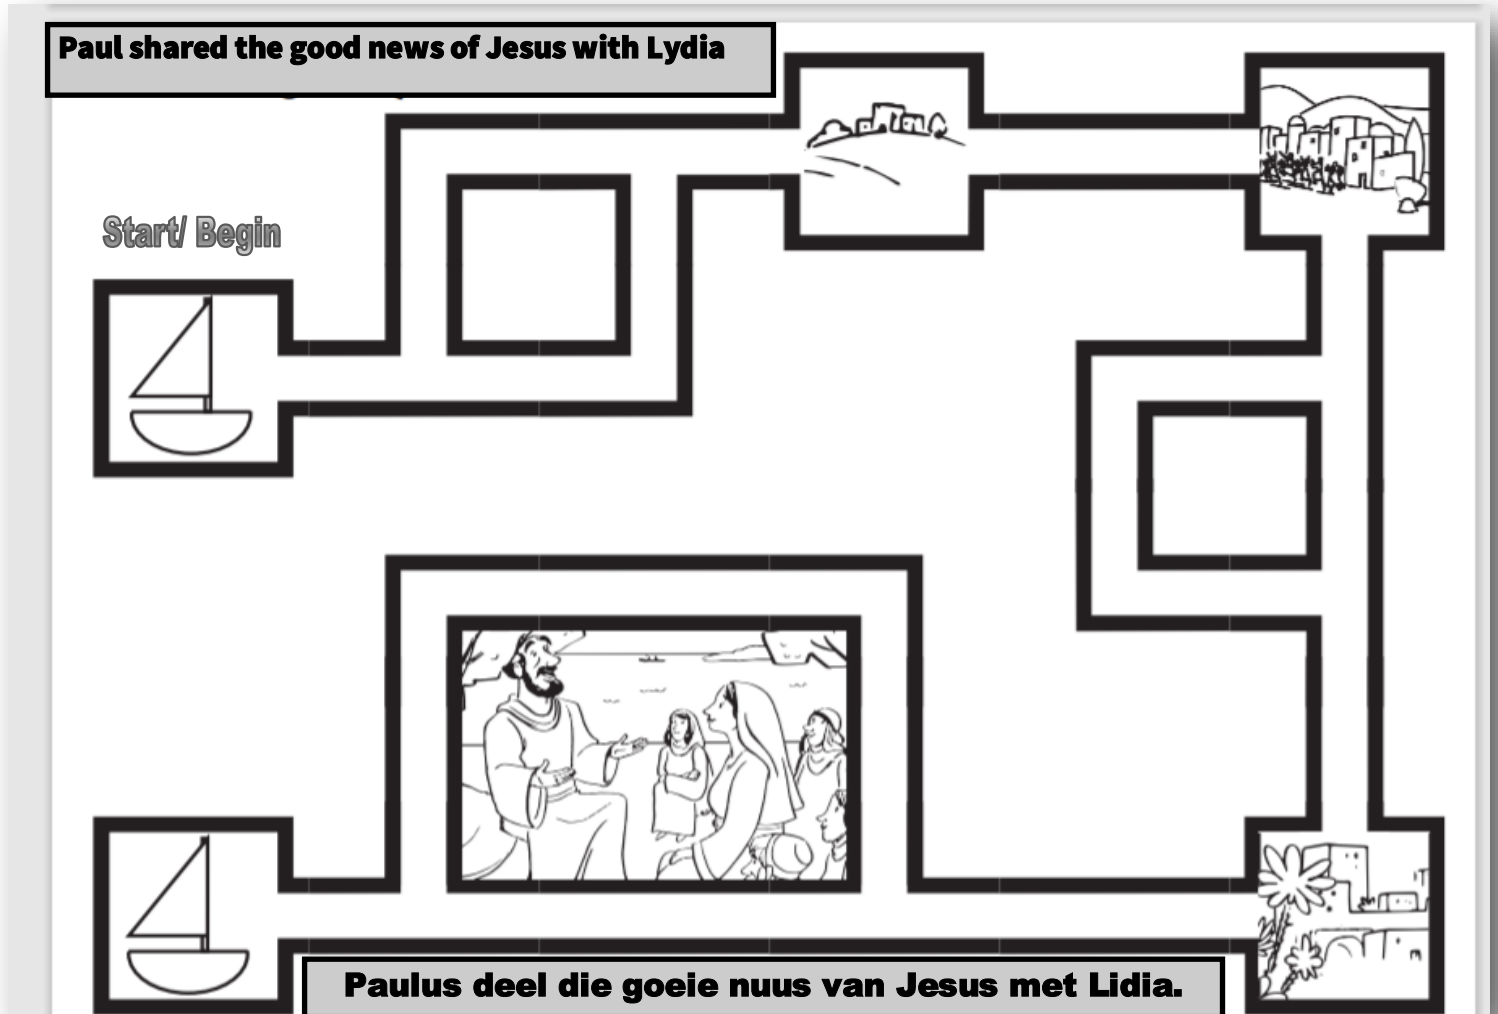 Paul shared the good news of Jesus with Lydia
Start/ Begin
Paulus deel die goeie nuus van Jesus met Lidia.